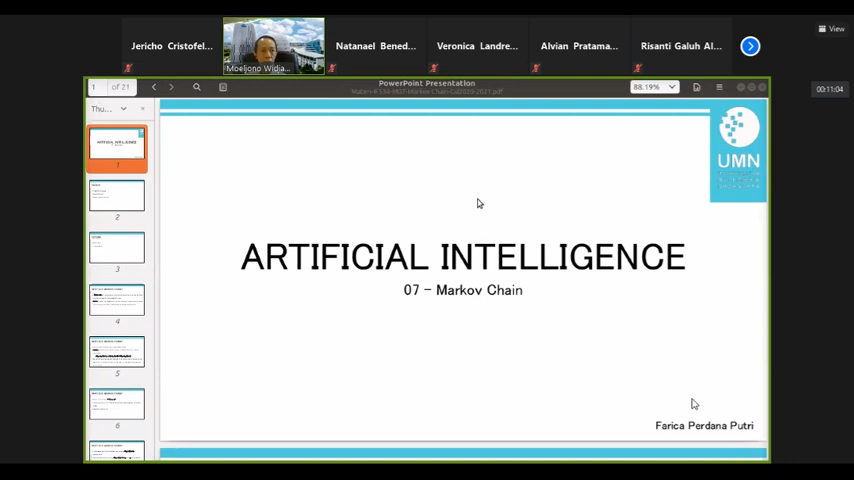 Jericho Cristofel...
Natanael Bened...
Veronica Landre...
Alvian Pratama...
Risanti Galuh Al...
View
Moeljono Widja...
PowerPoint Presentation
1 of 21
88.19%
00:11:04
Thu...
1
2
3
4
5
6
UMN
ARTIFICIAL INTELLIGENCE
07 – Markov Chain
Farica Perdana Putri